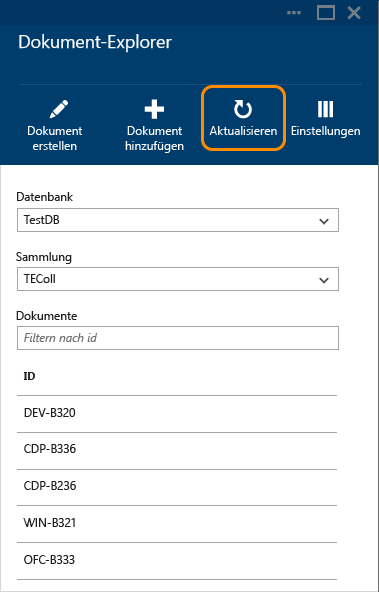 Dokument-Explorer
Dokument erstellen
Dokument hinzufügen
Aktualisieren
Einstellungen
Datenbank
TestDB
Sammlung
TEColl
Dokumente
Filtern nach id
ID
DEV-B320
CDP-B336
CDP-B236
WIN-B321
OFC-B333